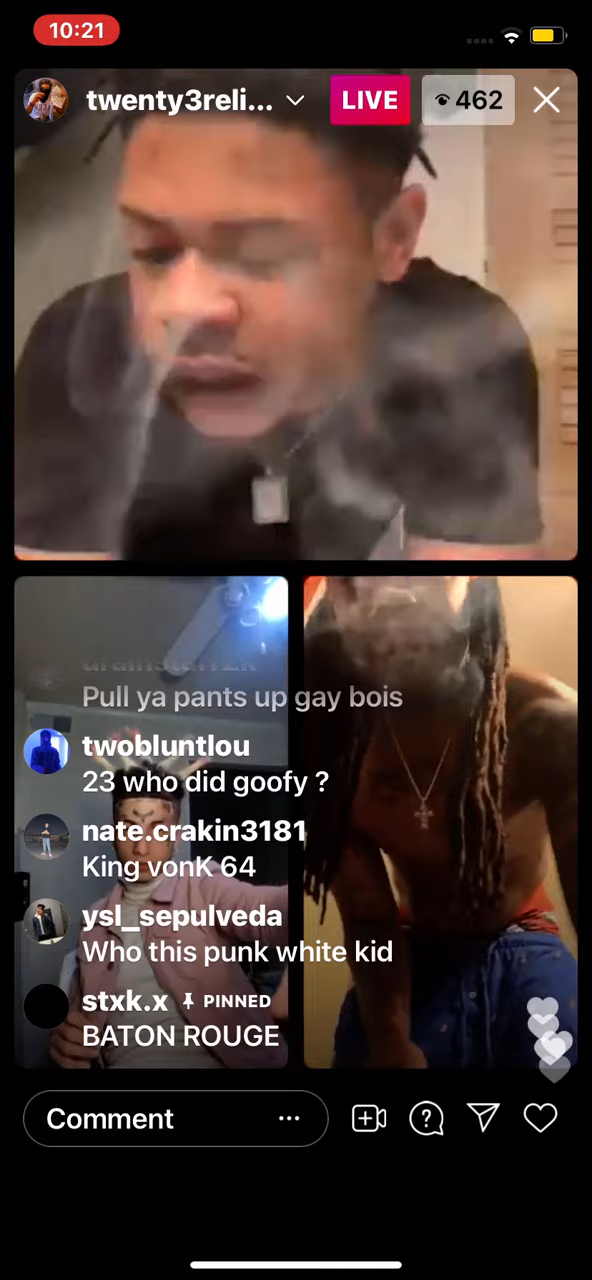 10:21
twenty3reli...
LIVE
462
Pull ya pants up gay bois
twobluntlou
23 who did goofy ?
nate.crakin3181
King vonK 64
ysl_sepulveda
Who this punk white kid
stxk.x PINNED
BATON ROUGE
Comment